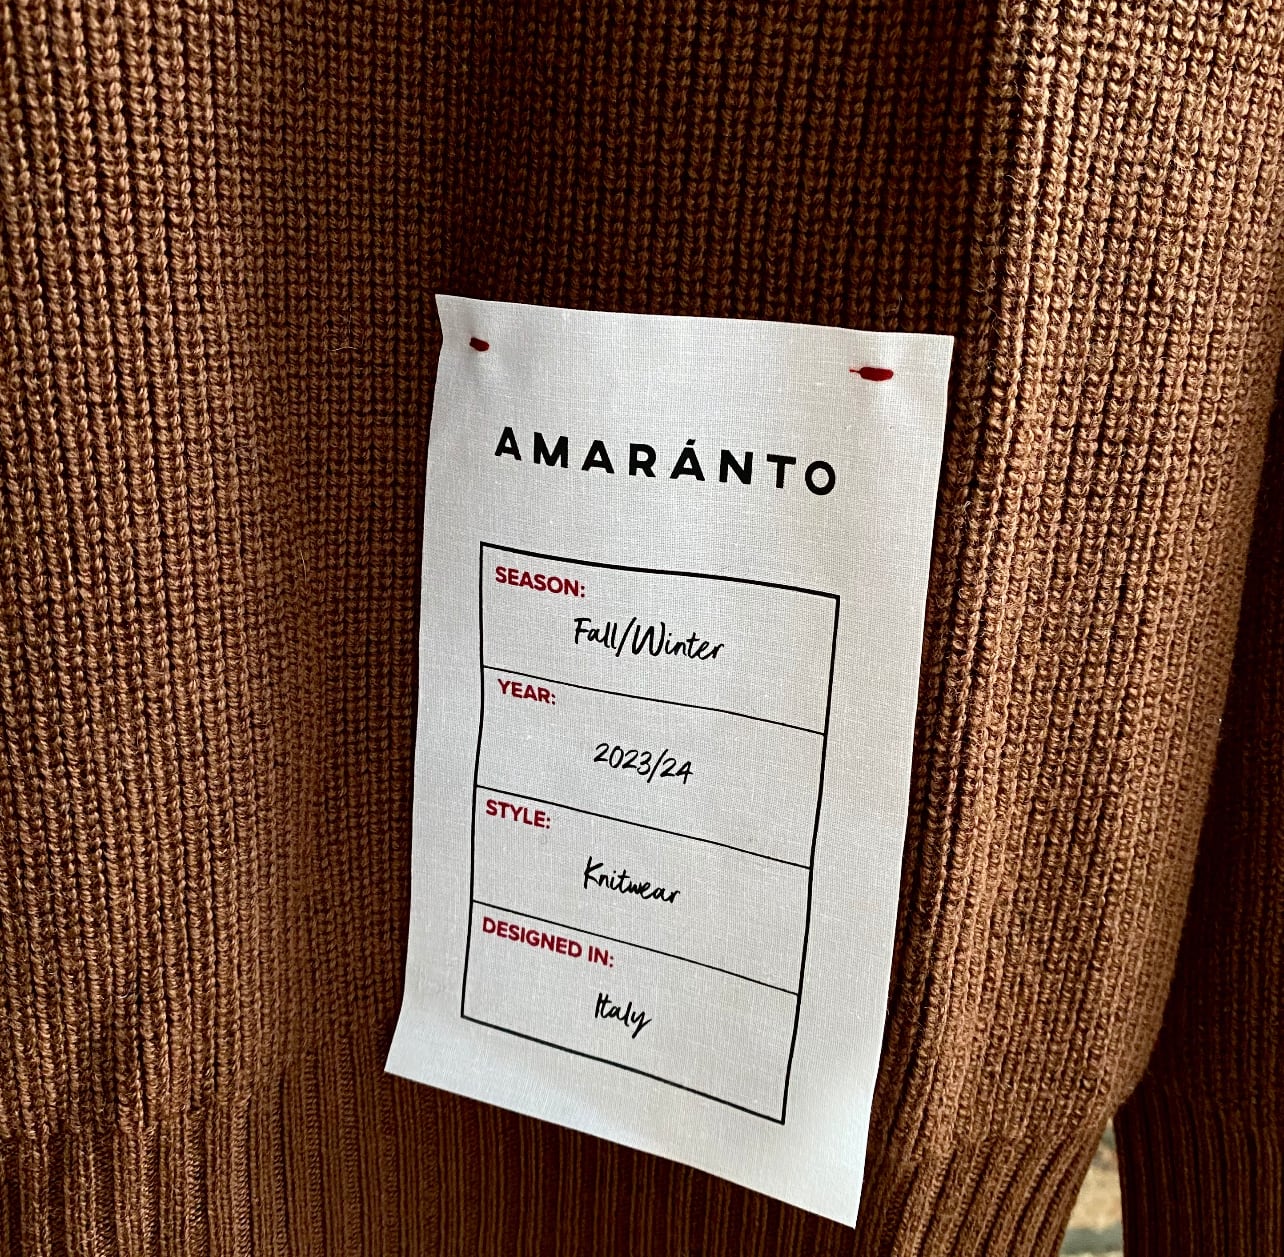 AMARÁNTO
SEASON:
Fall/Winter
YEAR:
2023/24
STYLE:
Knitwear
DESIGNED IN:
Italy